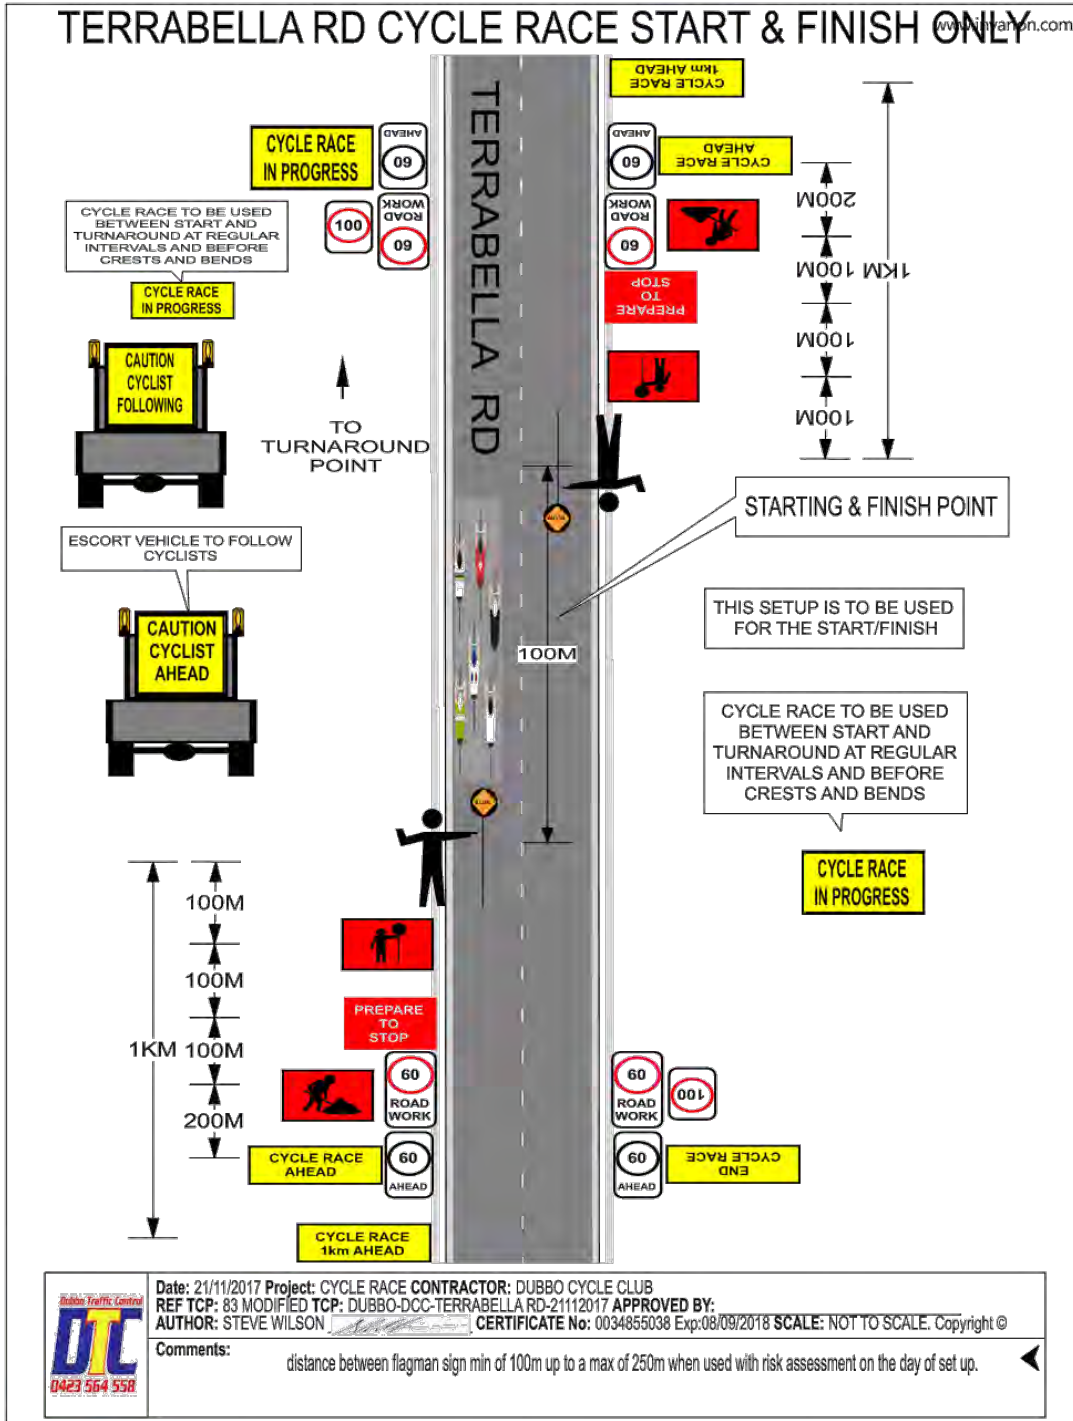 TERRABELLA RD CYCLE RACE START & FINISH ONLY
www.invarion.com
CYCLE RACE
1km AHEAD
TERRABELLA RD
CYCLE RACE
IN PROGRESS
60
AHEAD
60
AHEAD
CYCLE RACE
AHEAD
200M
CYCLE RACE TO BE USED
BETWEEN START AND
TURNAROUND AT REGULAR
INTERVALS AND BEFORE
CRESTS AND BENDS
100
60
ROAD
WORK
60
ROAD
WORK
100M
1KM
CYCLE RACE
IN PROGRESS
PREPARE
TO
STOP
100M
CAUTION
CYCLIST
FOLLOWING
100M
TO
TURNAROUND
POINT
STARTING & FINISH POINT
ESCORT VEHICLE TO FOLLOW
CYCLISTS
CAUTION
CYCLIST
AHEAD
THIS SETUP IS TO BE USED
FOR THE START/FINISH
100M
CYCLE RACE TO BE USED
BETWEEN START AND
TURNAROUND AT REGULAR
INTERVALS AND BEFORE
CRESTS AND BENDS
CYCLE RACE
IN PROGRESS
100M
100M
1KM
100M
200M
PREPARE
TO
STOP
60
ROAD
WORK
60
ROAD
WORK
100
CYCLE RACE
AHEAD
60
AHEAD
60
AHEAD
END
CYCLE RACE
CYCLE RACE
1km AHEAD
Dubbo Traffic Control
DTC
0423 564 558
Date: 21/11/2017 Project: CYCLE RACE CONTRACTOR: DUBBO CYCLE CLUB
REF TCP: 83 MODIFIED TCP: DUBBO-DCC-TERRABELLA RD-21112017 APPROVED BY:
AUTHOR: STEVE WILSON CERTIFICATE No: 0034855038 Exp:08/09/2018 SCALE: NOT TO SCALE. Copyright ©
Comments:
distance between flagman sign min of 100m up to a max of 250m when used with risk assessment on the day of set up.